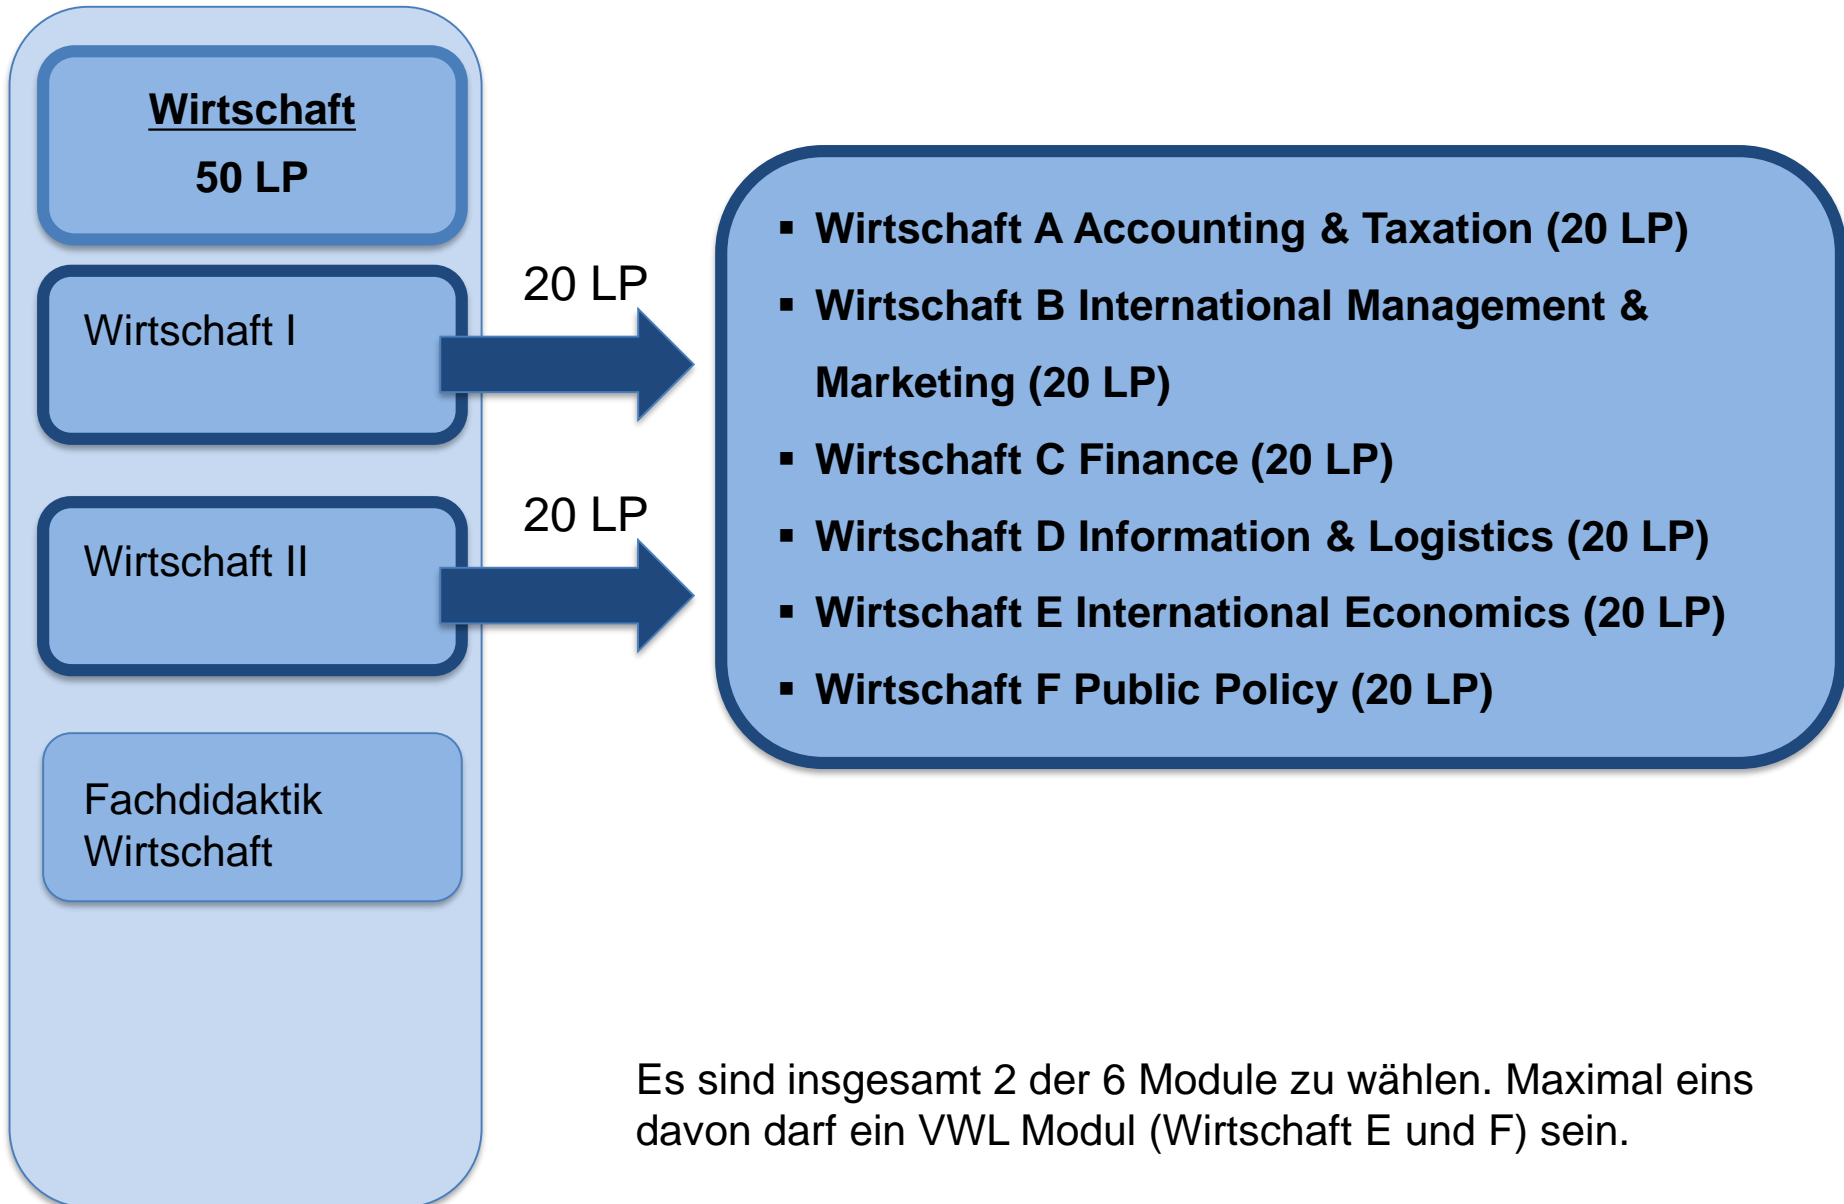 Wirtschaft
50 LP
Wirtschaft I
20 LP
Wirtschaft II
20 LP
Fachdidaktik
Wirtschaft
▪ Wirtschaft A Accounting & Taxation (20 LP)
▪ Wirtschaft B International Management &
Marketing (20 LP)
▪ Wirtschaft C Finance (20 LP)
▪ Wirtschaft D Information & Logistics (20 LP)
▪ Wirtschaft E International Economics (20 LP)
▪ Wirtschaft F Public Policy (20 LP)
Es sind insgesamt 2 der 6 Module zu wählen. Maximal eins
davon darf ein VWL Modul (Wirtschaft E und F) sein.